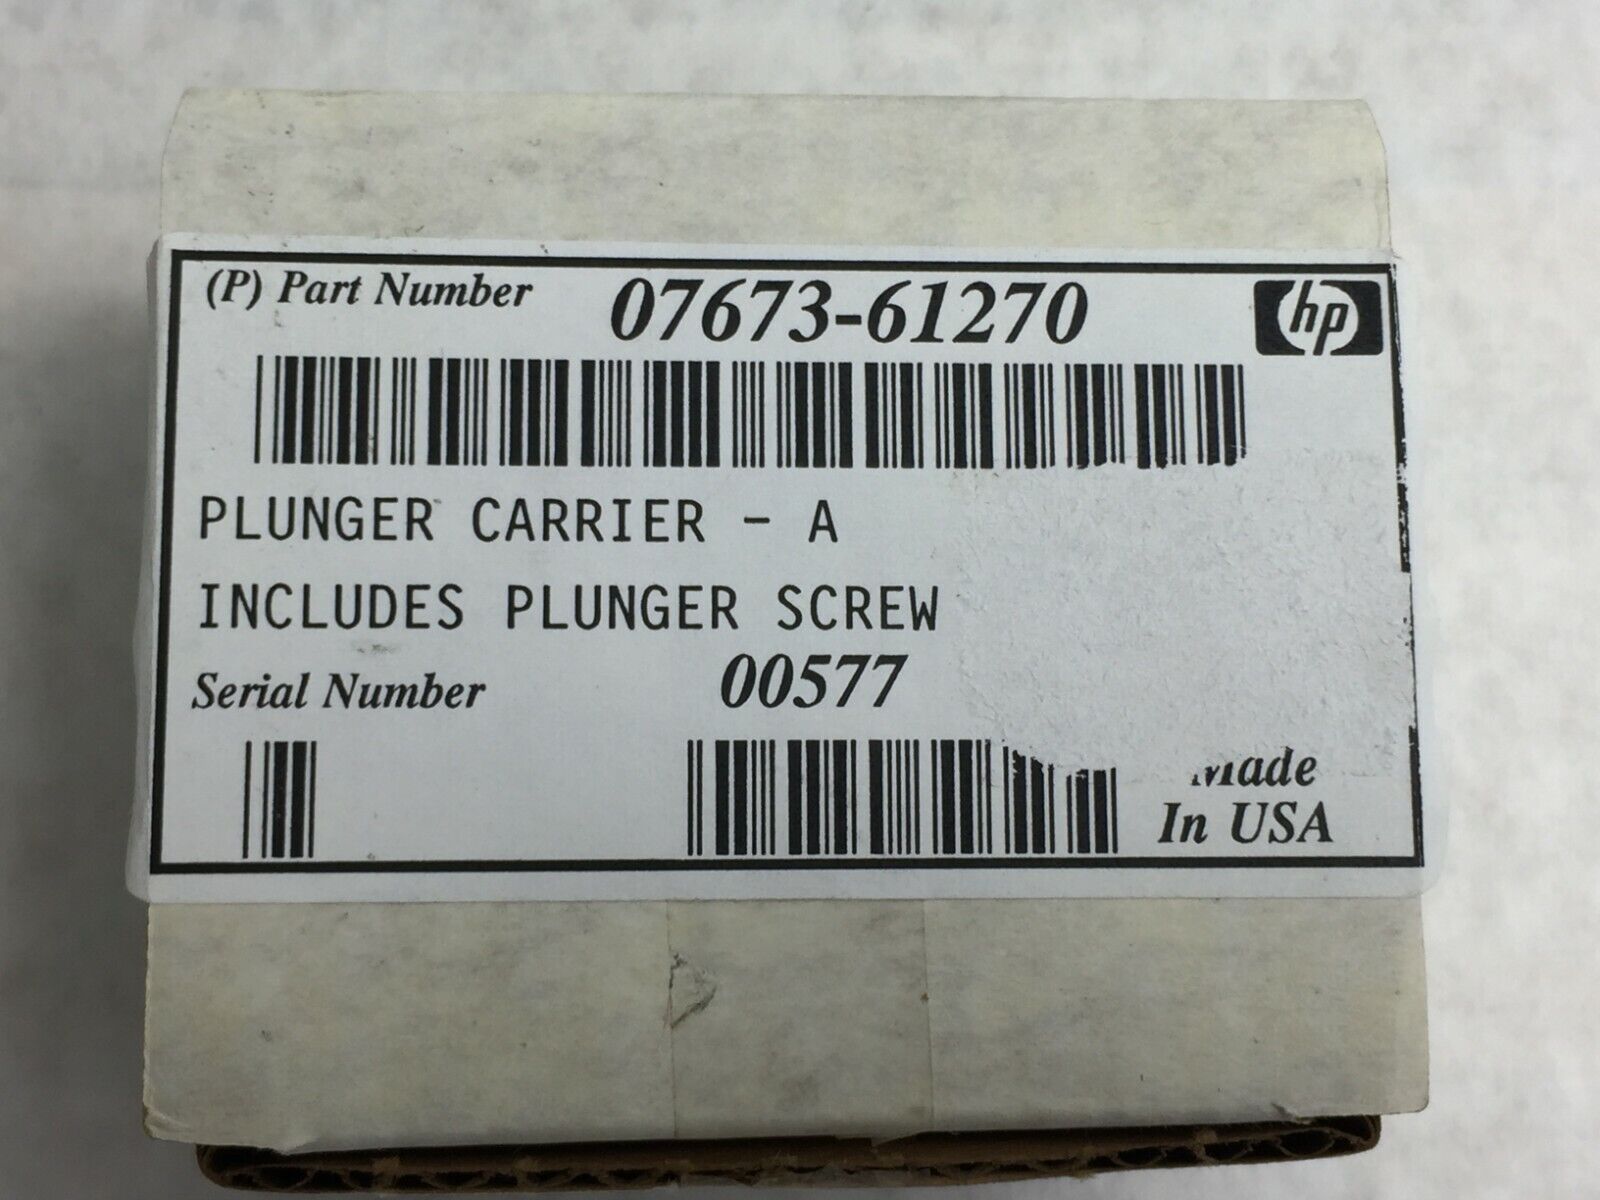 (P) Part Number 07673-61270 hp
PLUNGER CARRIER - A
INCLUDES PLUNGER SCREW
Serial Number 00577
Made
In USA